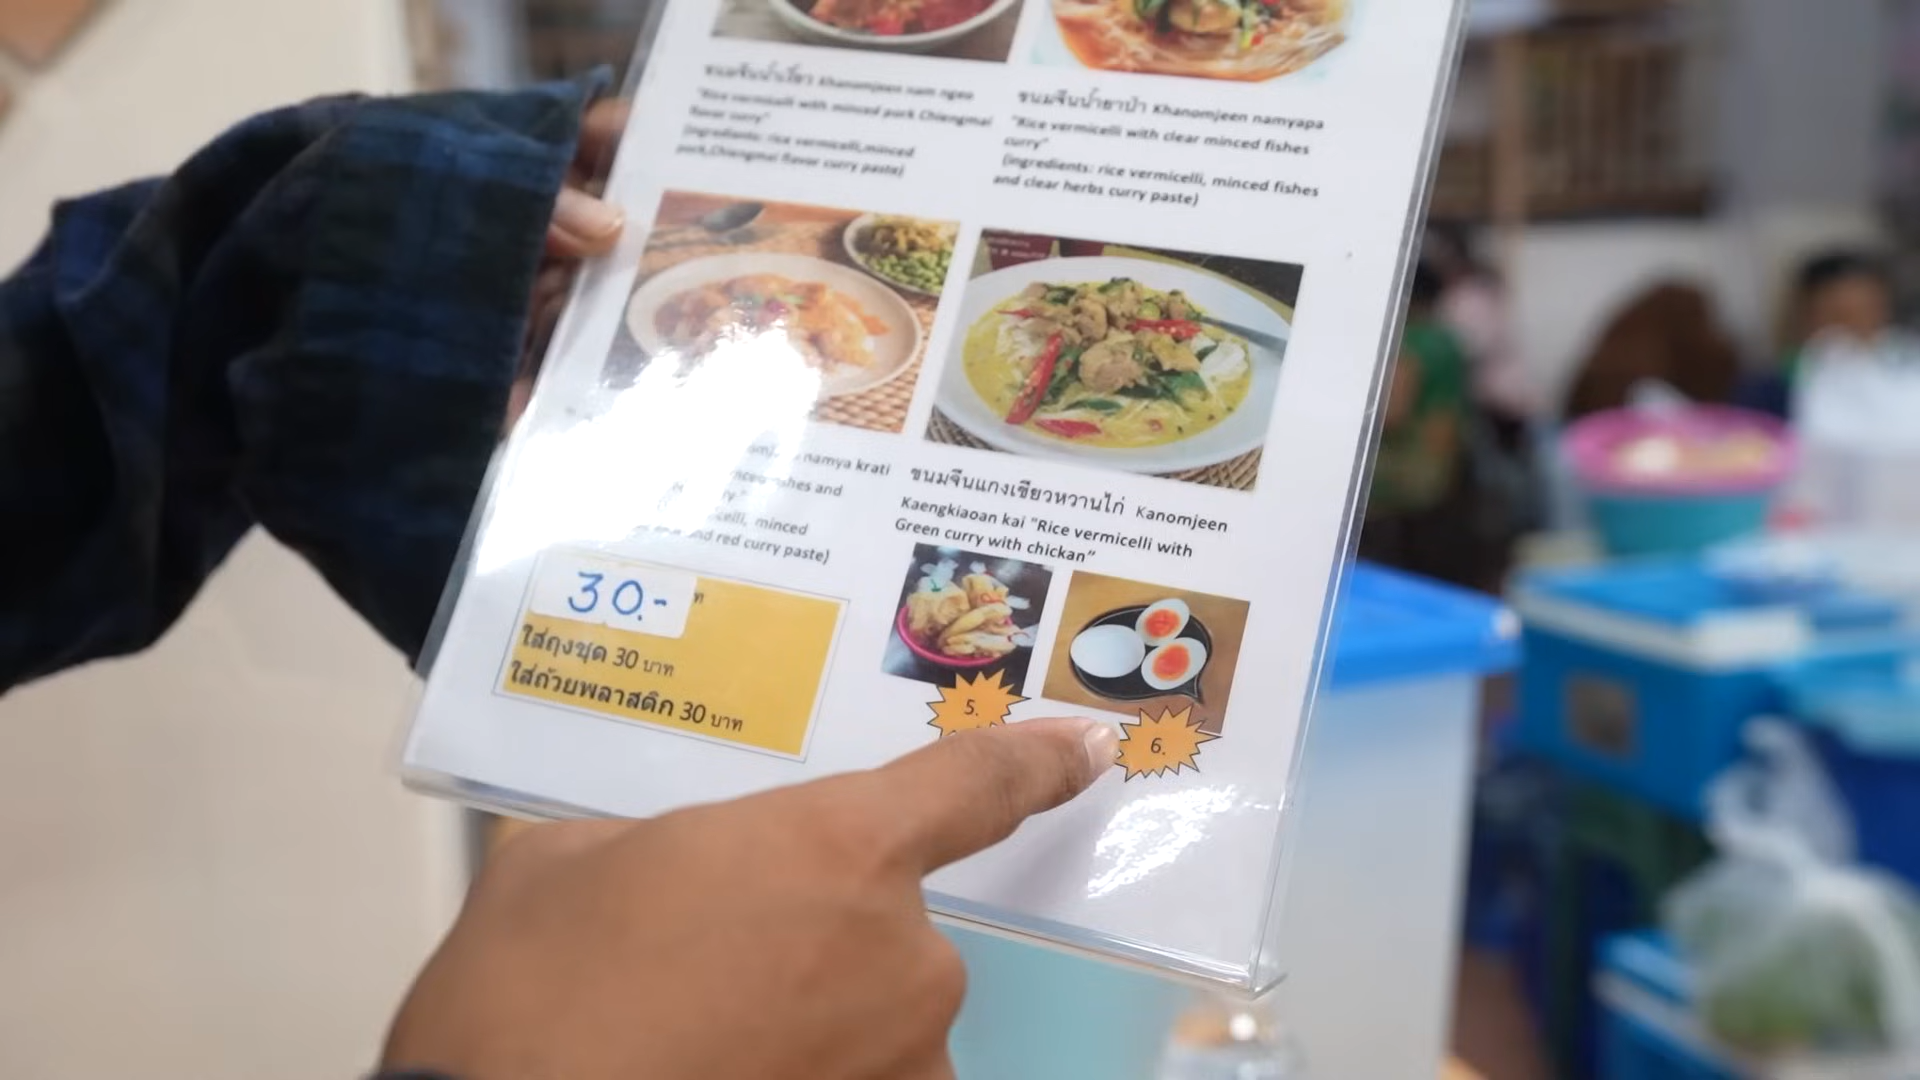 ขนมจีนน้ำเงี้ยว Khanomjeen nam ngeo
"Rice vermicelli with minced pork Chiengmai
flavor curry"
(ingredients: rice vermicelli,minced
pork,Chiengmai flavor curry paste)
ขนมจีนน้ำยาป่า Khanomjeen namyapa
"Rice vermicelli with clear minced fishes
curry"
(ingredients: rice vermicelli, minced fishes
and clear herbs curry paste)
namya krati
and
minced
red curry paste)
ขนมจีนแกงเขียวหวานไก่ Kanomjeen
Kaengkiaoan kai "Rice vermicelli with
Green curry with chickan"
30.-
ใส่ถุงชุด 30 บาท
ใส่ถ้วยพลาสติก 30 บาท
5.
6.